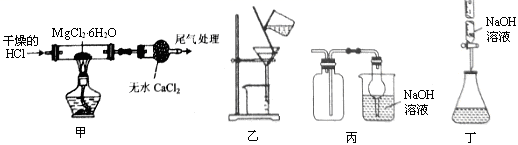 干燥的
HCl
MgCl₂·6H₂O
尾气处理
无水 CaCl₂
甲
乙
NaOH
溶液
丙
NaOH
溶液
丁